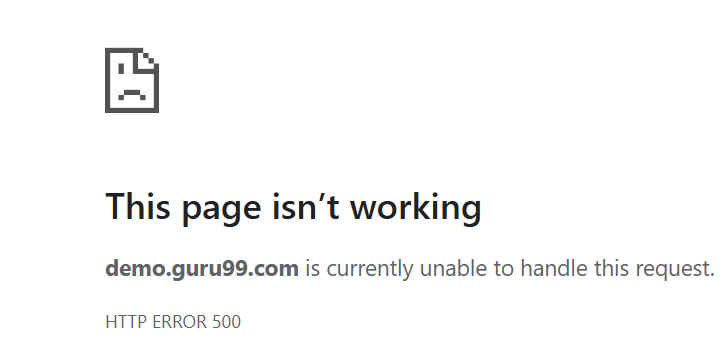 This page isn’t working
demo.guru99.com is currently unable to handle this request.
HTTP ERROR 500